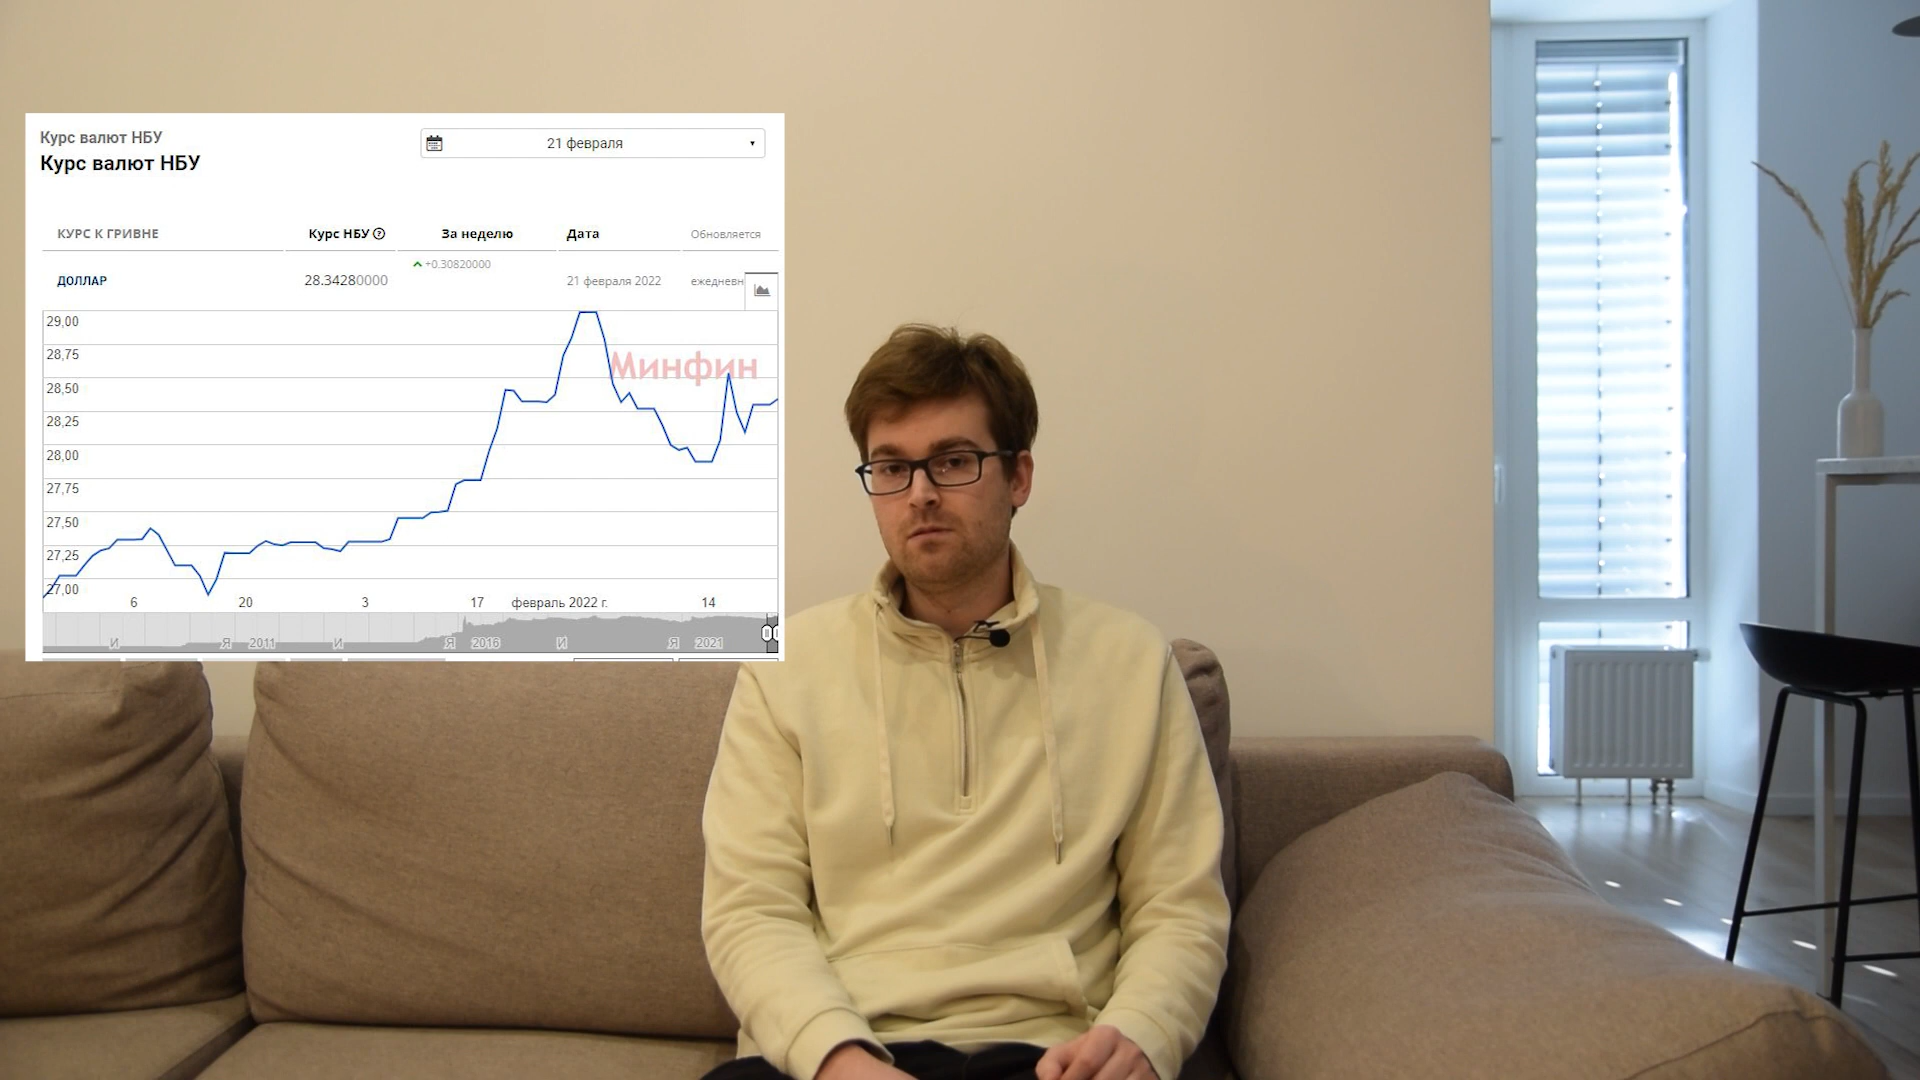 Курс валют НБУ
Курс валют НБУ
21 февраля
КУРС К ГРИВНЕ Курс НБУ За неделю Дата Обновляется
+0.30820000
ДОЛЛАР 28.34280000 21 февраля 2022 ежедневн
29,00
28,75
Минфин
28,50
28,25
28,00
27,75
27,50
27,25
27,00
6 20 3 17 февраль 2022 г. 14
И Я 2011 И Я 2016 И Я 2021